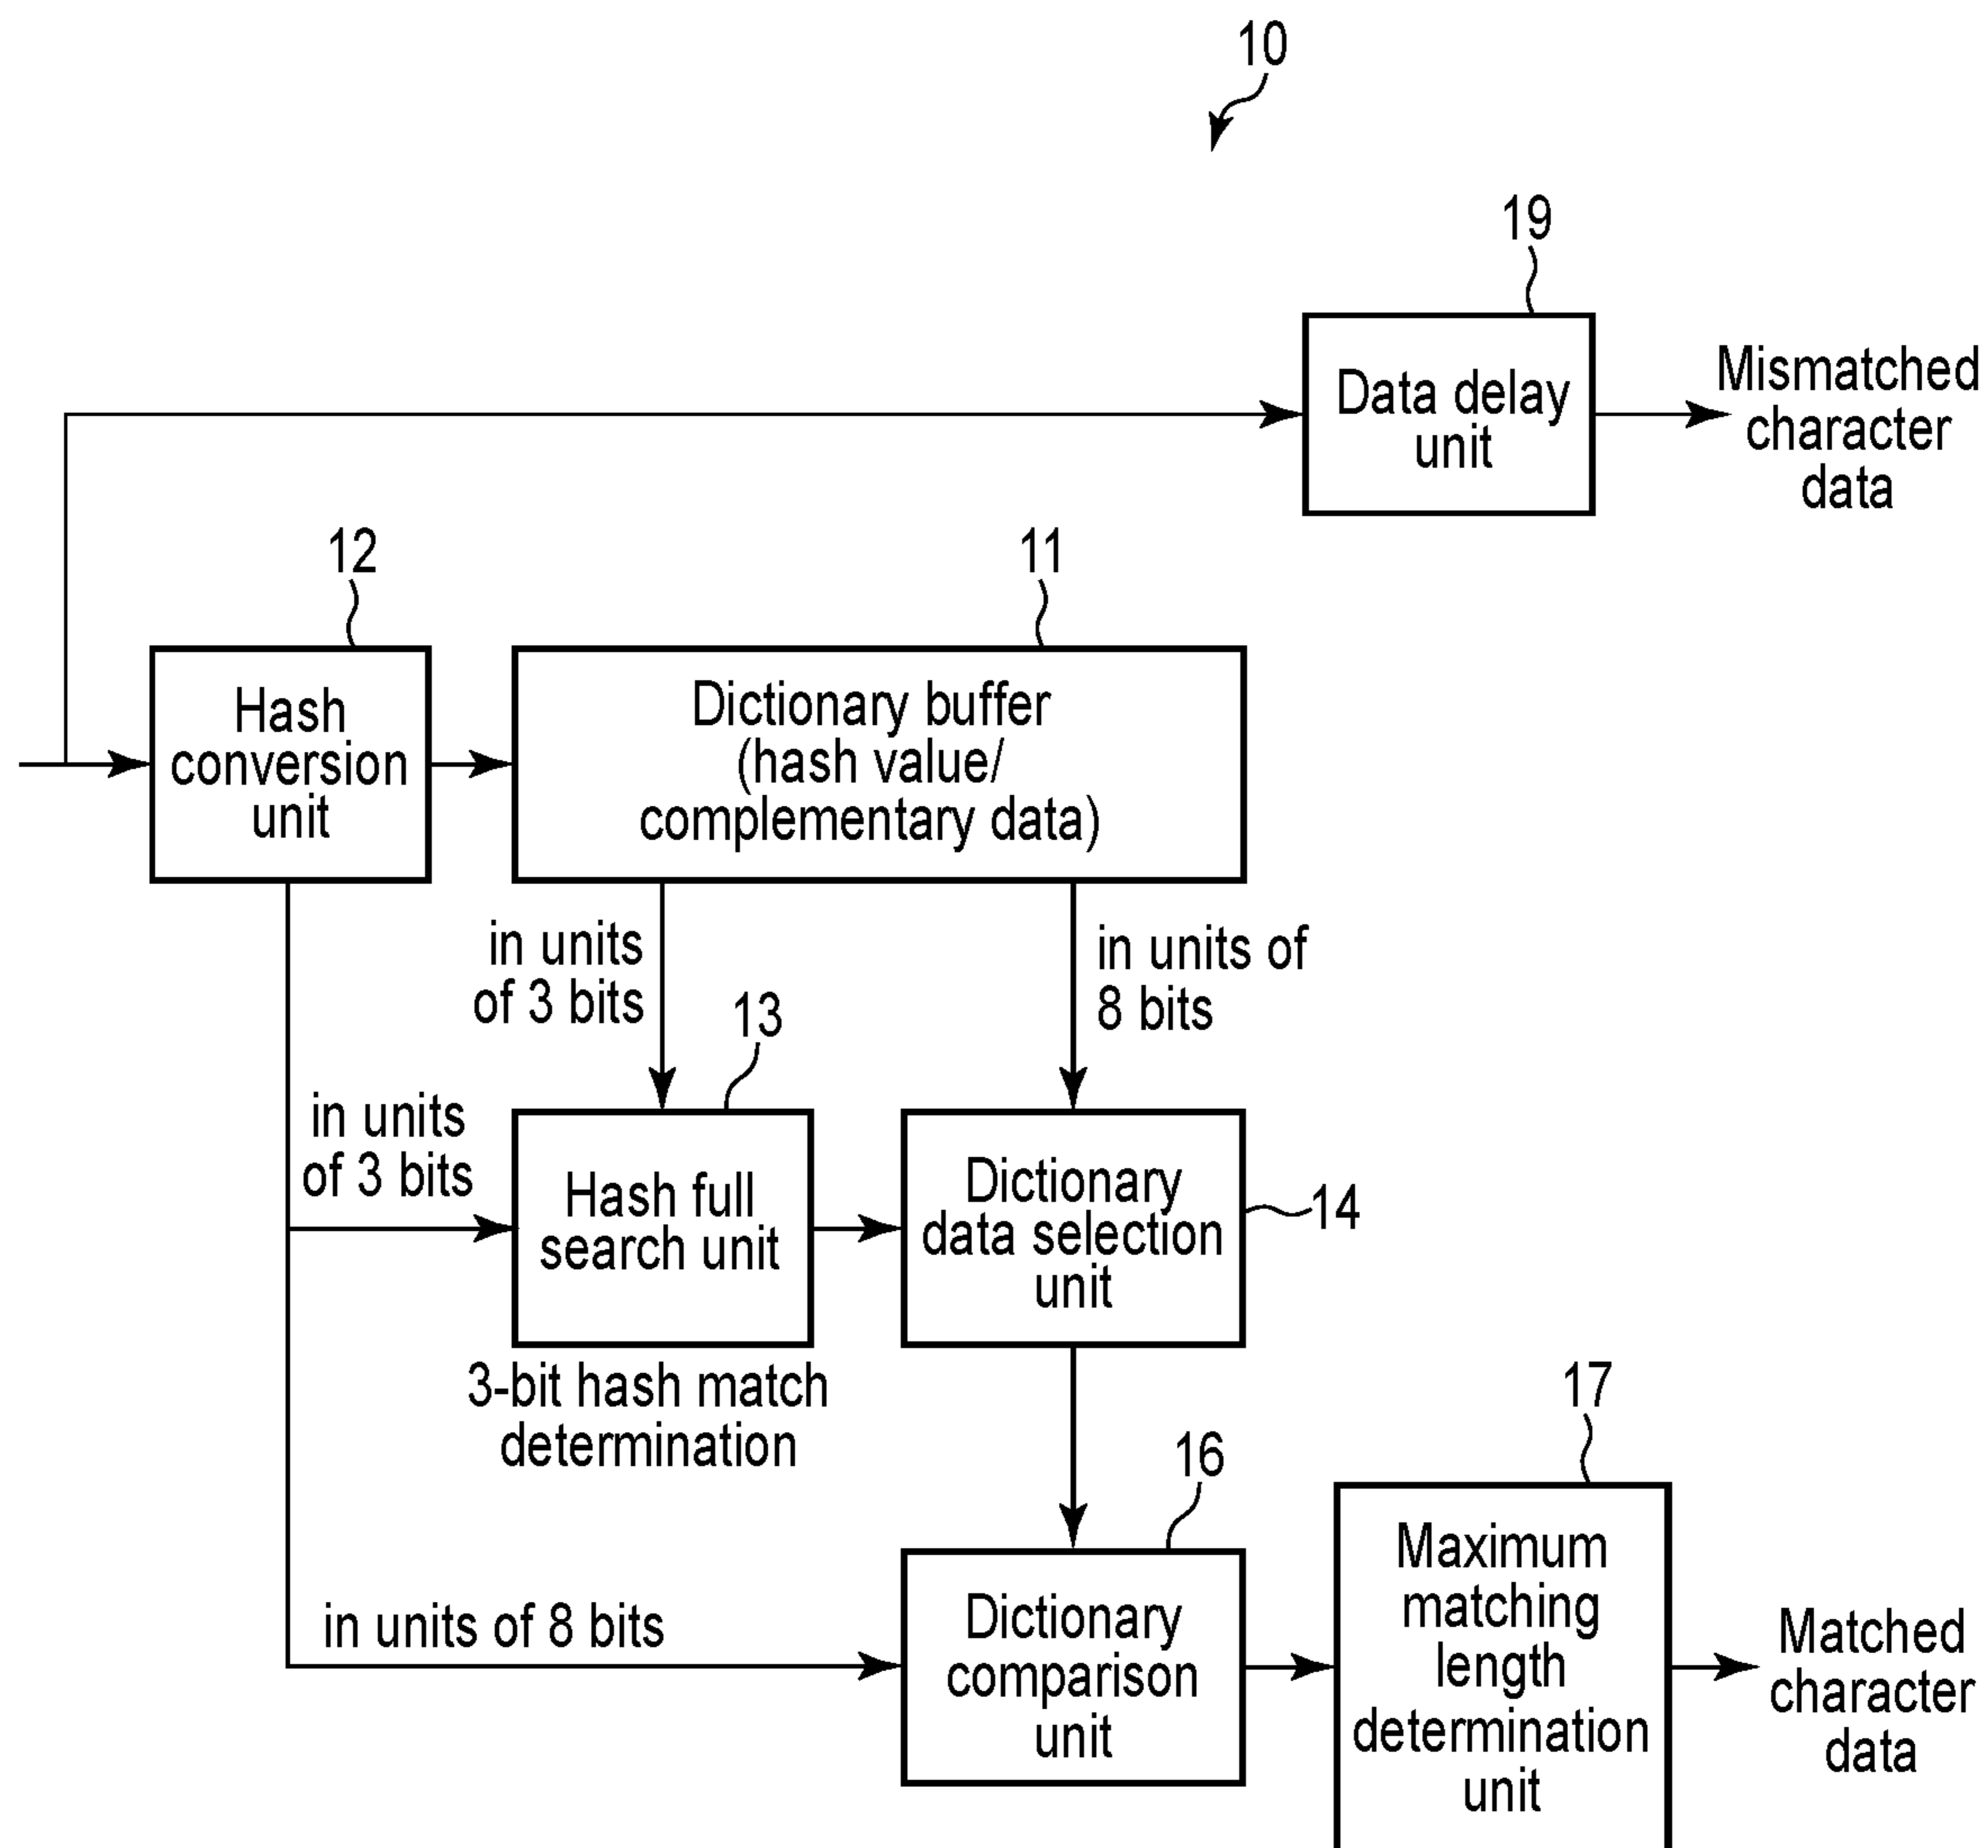 10
19
Data delay
unit
Mismatched
character
data
12
11
Hash
conversion
unit
Dictionary buffer
(hash value/
complementary data)
in units
of 3 bits
in units of
8 bits
13
in units
of 3 bits
Hash full
search unit
Dictionary
data selection
unit
14
3-bit hash match
determination
17
16
in units of 8 bits
Dictionary
comparison
unit
Maximum
matching
length
determination
unit
Matched
character
data